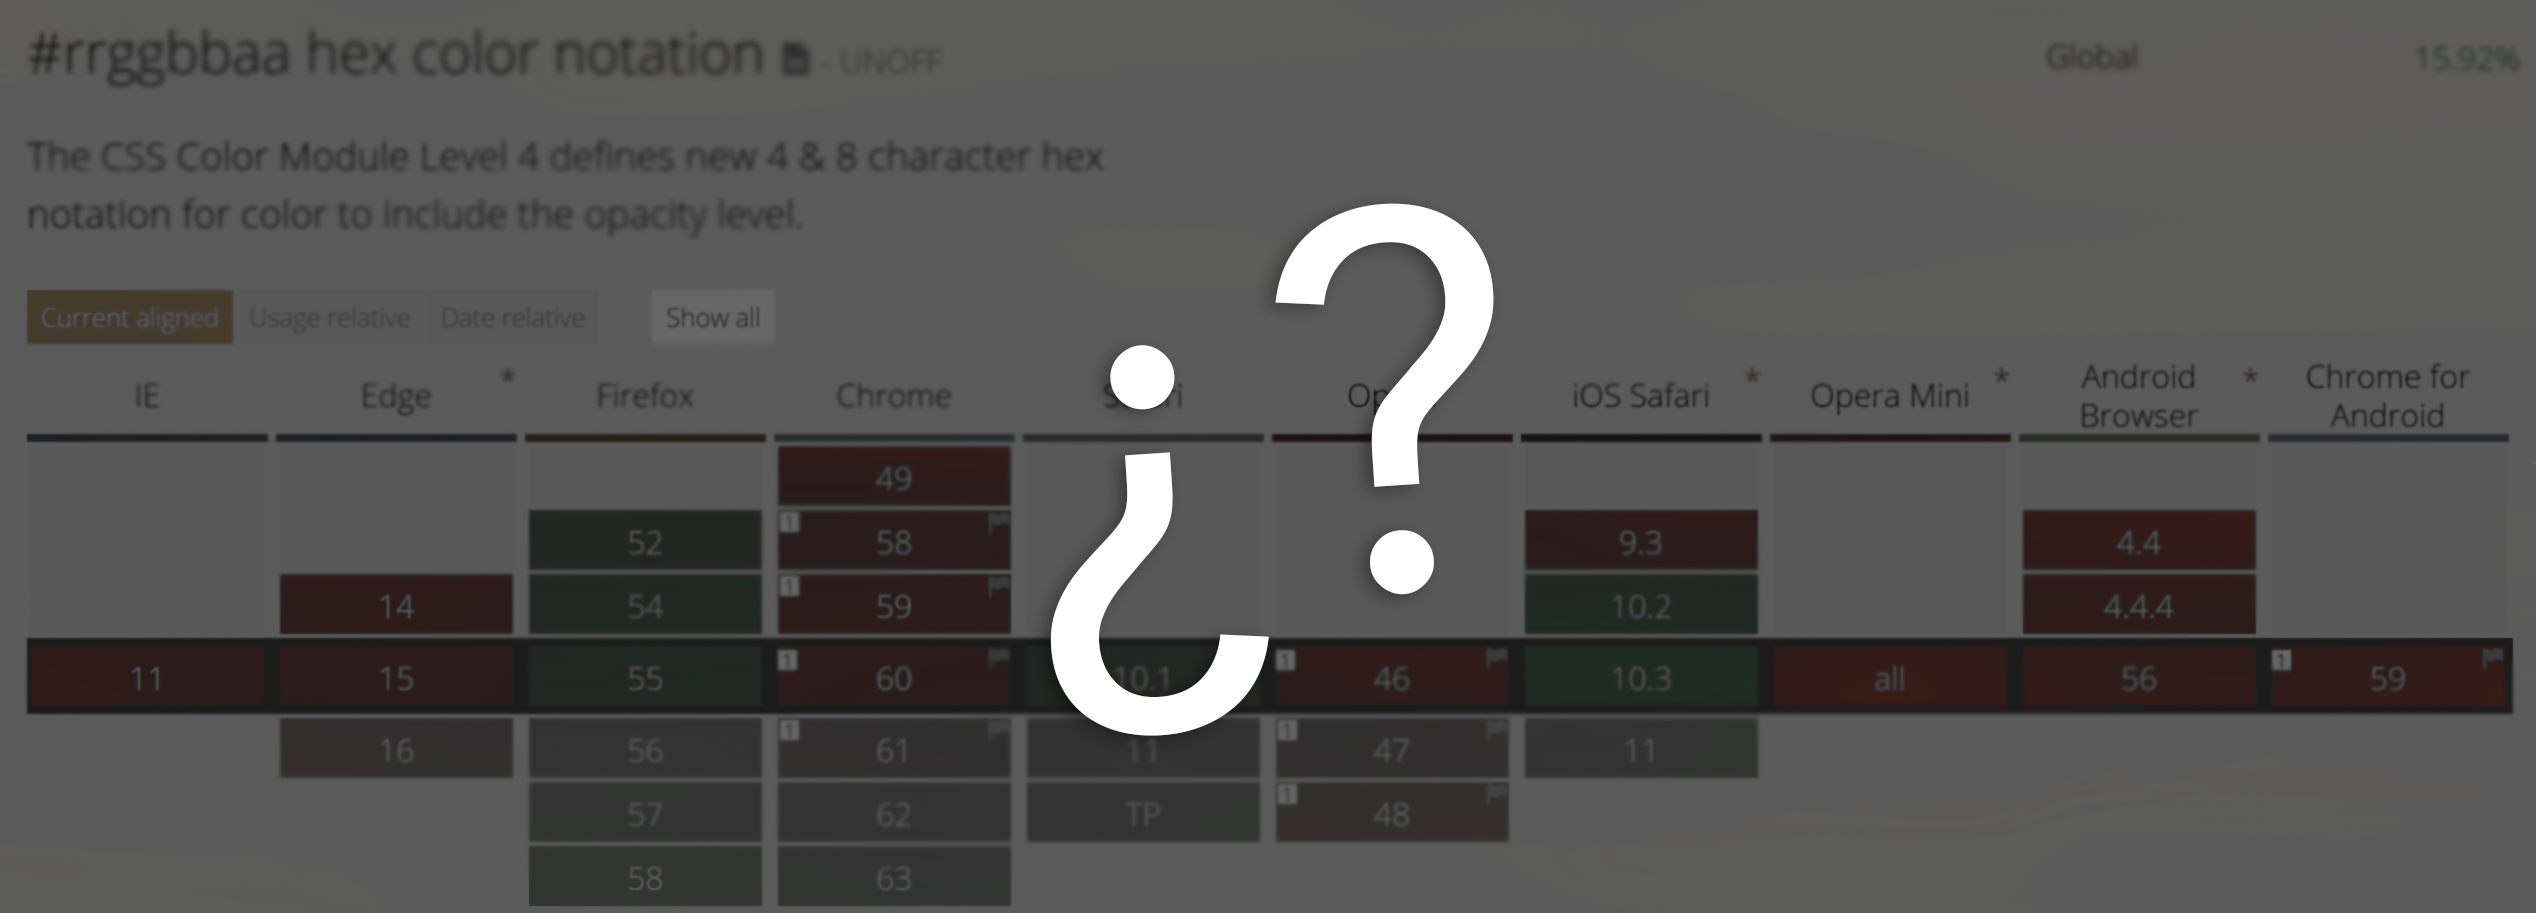 #rrggbbaa hex color notation - UNOFF
Global 15.92%
The CSS Color Module Level 4 defines new 4 & 8 character hex
notation for color to include the opacity level.
Current aligned Usage relative Date relative Show all
IE Edge * Firefox Chrome iOS Safari * Opera Mini * Android Browser * Chrome for Android
49
52 1 58 9.3 4.4
14 54 1 59 10.2 4.4.4
11 15 55 1 60 10.1 1 46 10.3 all 56 1 59
16 56 1 61 11 1 47 11
57 62 TP 1 48
58 63
¿?